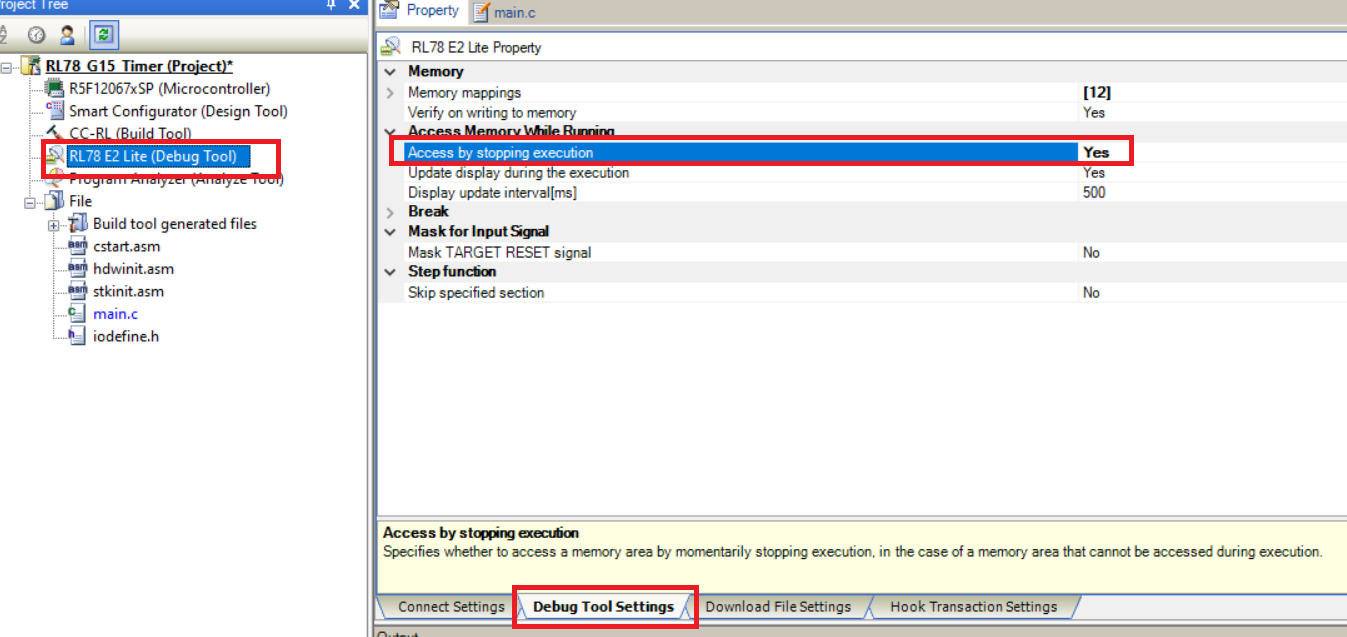 Project Tree
RL78_G15_Timer (Project)*
R5F12067xSP (Microcontroller)
Smart Configurator (Design Tool)
CC-RL (Build Tool)
RL78 E2 Lite (Debug Tool)
Program Analyzer (Analyze Tool)
File
Build tool generated files
cstart.asm
hdwinit.asm
stkinit.asm
main.c
iodefine.h
Property
main.c
RL78 E2 Lite Property
Memory
Memory mappings [12]
Verify on writing to memory Yes
Access Memory While Running
Access by stopping execution Yes
Update display during the execution Yes
Display update interval[ms] 500
Break
Mask for Input Signal
Mask TARGET RESET signal No
Step function
Skip specified section No
Access by stopping execution
Specifies whether to access a memory area by momentarily stopping execution, in the case of a memory area that cannot be accessed during execution.
Connect Settings Debug Tool Settings Download File Settings Hook Transaction Settings
Output